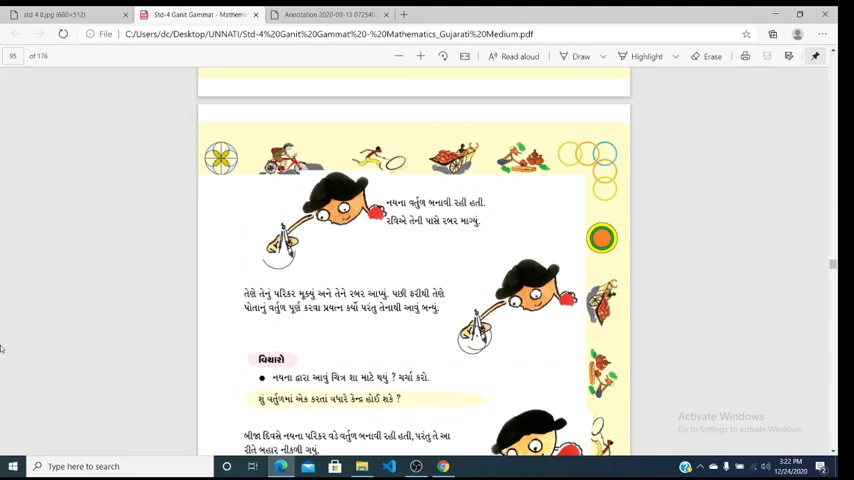 std 4 8.jpg (680×512)
Std-4 Ganit Gammat - Mathema
Annotation 2020-09-13 072540
File
C:/Users/dc/Desktop/UNNATI/Std-4%20Ganit%20Gammat%20-%20Mathematics_Gujarati%20Medium.pdf
95 of 176
Read aloud
Draw
Highlight
Erase
નયના વર્તુળ બનાવી રહી હતી.
રવિએ તેની પાસે રબર માગ્યું.
તેણે તેનું પરિકર મૂક્યું અને તેને રબર આપ્યું. પછી ફરીથી તેણે
પોતાનું વર્તુળ પૂર્ણ કરવા પ્રયત્ન કર્યો પરંતુ તેનાથી આવું બન્યું.
વિચારો
● નયના દ્વારા આવું ચિત્ર શા માટે થયું ? ચર્ચા કરો.
શું વર્તુળમાં એક કરતાં વધારે કેન્દ્ર હોઈ શકે ?
બીજા દિવસે નયના પરિકર વડે વર્તુળ બનાવી રહી હતી, પરંતુ તે આ
રીતે બહાર નીકળી ગયું.
Activate Windows
Go to Settings to activate Windows.
Type here to search
3:22 PM
12/24/2020